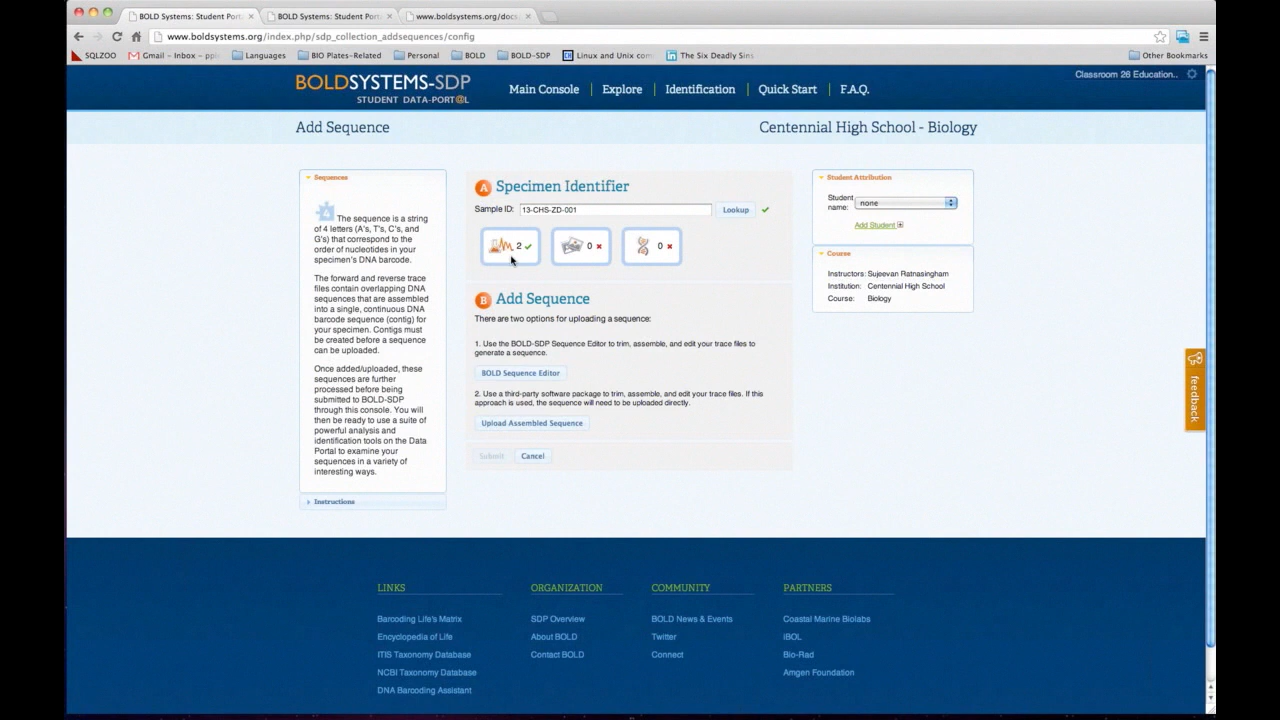 BOLD Systems: Student Port
BOLD Systems: Student Port
www.boldsystems.org/docs
www.boldsystems.org/index.php/sdp_collection_addsequences/config
SQLZOO
Gmail – Inbox – ppi
Languages
BIO Plates-Related
Personal
BOLD
BOLD-SDP
Linux and Unix com
The Six Deadly Sins
Other Bookmarks
BOLDSYSTEMS-SDP
STUDENT DATA-PORT@L
Main Console
Explore
Identification
Quick Start
F.A.Q.
Classroom 26 Education..
Add Sequence
Centennial High School - Biology
Sequences
4 The sequence is a string
of 4 letters (A's, T's, C's, and
G's) that correspond to the
order of nucleotides in your
specimen's DNA barcode.
The forward and reverse trace
files contain overlapping DNA
sequences that are assembled
into a single, continuous DNA
barcode sequence (contig) for
your specimen. Contigs must
be created before a sequence
can be uploaded.
Once added/uploaded, these
sequences are further
processed before being
submitted to BOLD-SDP
through this console. You will
then be ready to use a suite of
powerful analysis and
identification tools on the Data
Portal to examine your
sequences in a variety of
interesting ways.
Instructions
A Specimen Identifier
Sample ID: 13-CHS-ZD-001 Lookup
2
0
0
B Add Sequence
There are two options for uploading a sequence:
1. Use the BOLD-SDP Sequence Editor to trim, assemble, and edit your trace files to
generate a sequence.
BOLD Sequence Editor
2. Use a third-party software package to trim, assemble, and edit your trace files. If this
approach is used, the sequence will need to be uploaded directly.
Upload Assembled Sequence
Submit
Cancel
Student Attribution
Student
name: none
Add Student
Course
Instructors: Sujeevan Ratnasingham
Institution: Centennial High School
Course: Biology
feedback
LINKS
Barcoding Life's Matrix
Encyclopedia of Life
ITIS Taxonomy Database
NCBI Taxonomy Database
DNA Barcoding Assistant
ORGANIZATION
SDP Overview
About BOLD
Contact BOLD
COMMUNITY
BOLD News & Events
Twitter
Connect
PARTNERS
Coastal Marine Biolabs
iBOL
Bio-Rad
Amgen Foundation